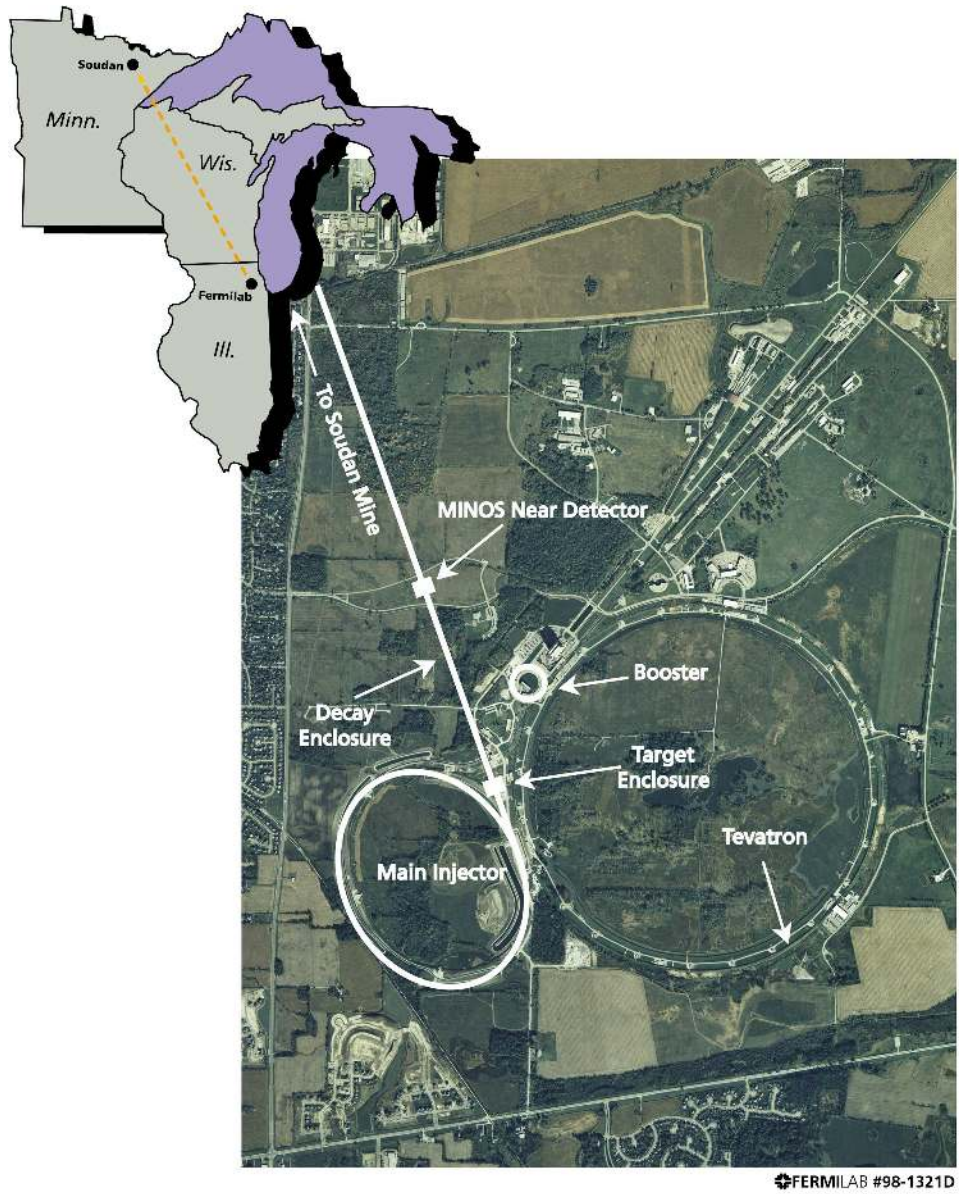 Soudan
Minn.
Wis.
Fermilab
Ill.
To Soudan Mine
MINOS Near Detector
Booster
Decay
Enclosure
Target
Enclosure
Tevatron
Main Injector
FERMILAB #98-1321D